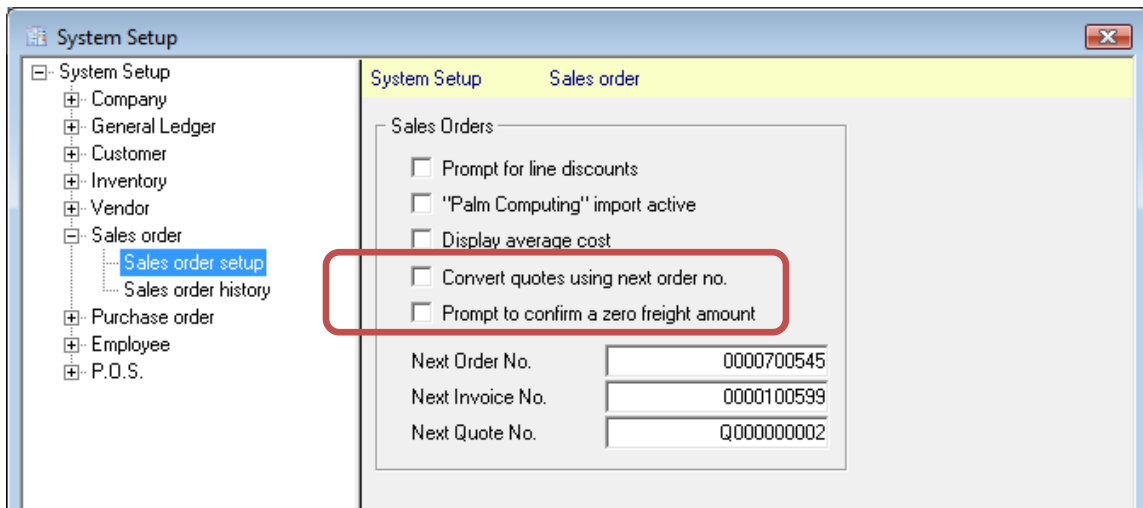 System Setup
System Setup
Company
General Ledger
Customer
Inventory
Vendor
Sales order
Sales order setup
Sales order history
Purchase order
Employee
P.O.S.
System Setup Sales order
Sales Orders
Prompt for line discounts
"Palm Computing" import active
Display average cost
Convert quotes using next order no.
Prompt to confirm a zero freight amount
Next Order No. 0000700545
Next Invoice No. 0000100599
Next Quote No. Q000000002